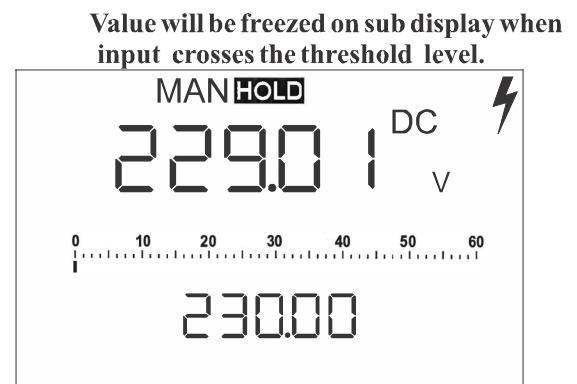 Value will be freezed on sub display when
input crosses the threshold level.
MAN HOLD
229.01 DC
V
0 10 20 30 40 50 60
230.00